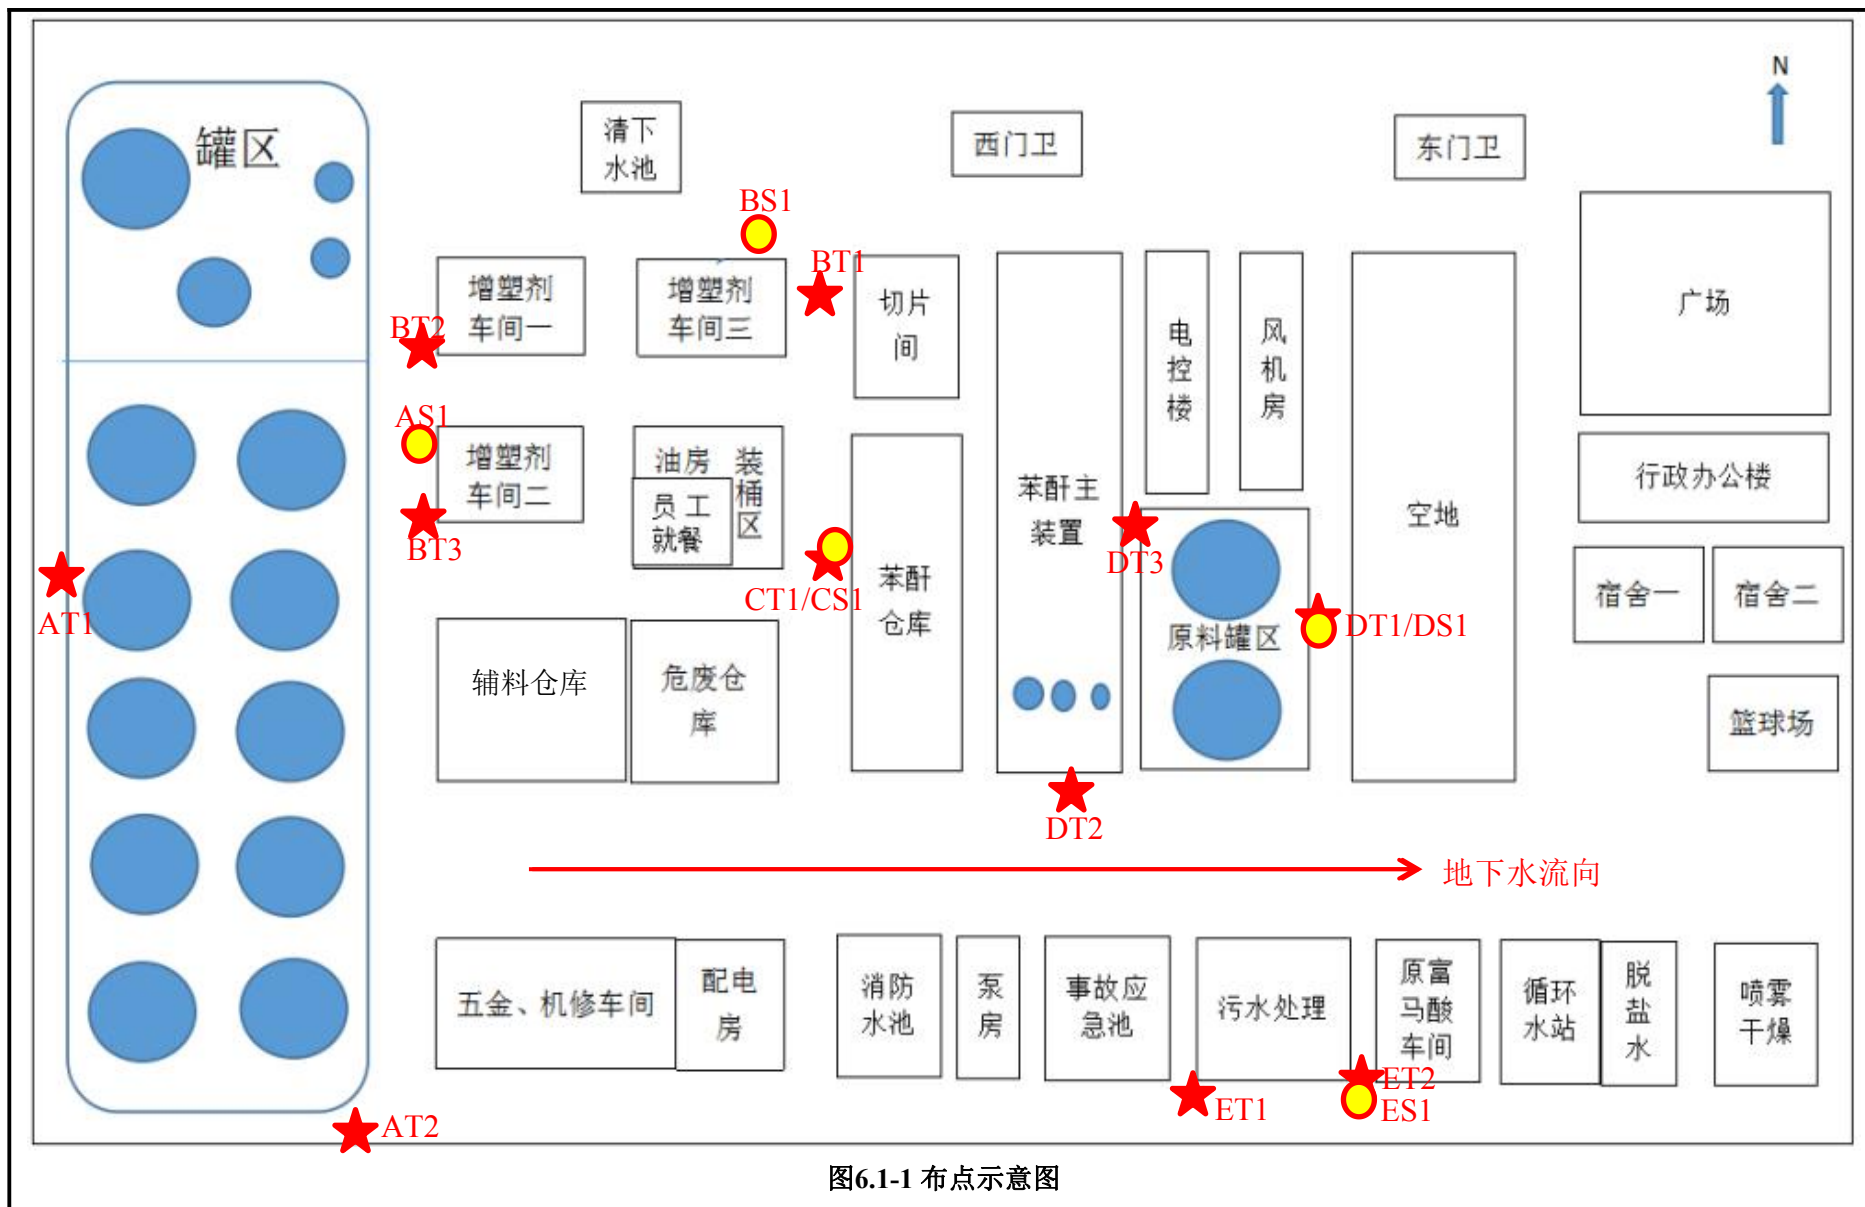 N
罐区
清下
水池
西门卫
东门卫
BS1
BT1
增塑剂
车间一
增塑剂
车间三
切片
间
电
控
楼
风
机
房
广场
BT2
AS1
增塑剂
车间二
油房
装
桶
区
员 工
就餐
苯酐主
装置
空地
行政办公楼
BT3
DT3
AT1
CT1/CS1
苯酐
仓库
原料罐区
DT1/DS1
宿舍一
宿舍二
辅料仓库
危废仓
库
篮球场
DT2
地下水流向
五金、机修车间
配电
房
消防
水池
泵
房
事故应
急池
污水处理
原富
马酸
车间
循环
水站
脱
盐
水
喷雾
干燥
ET2
ET1
ES1
AT2
图6.1-1 布点示意图